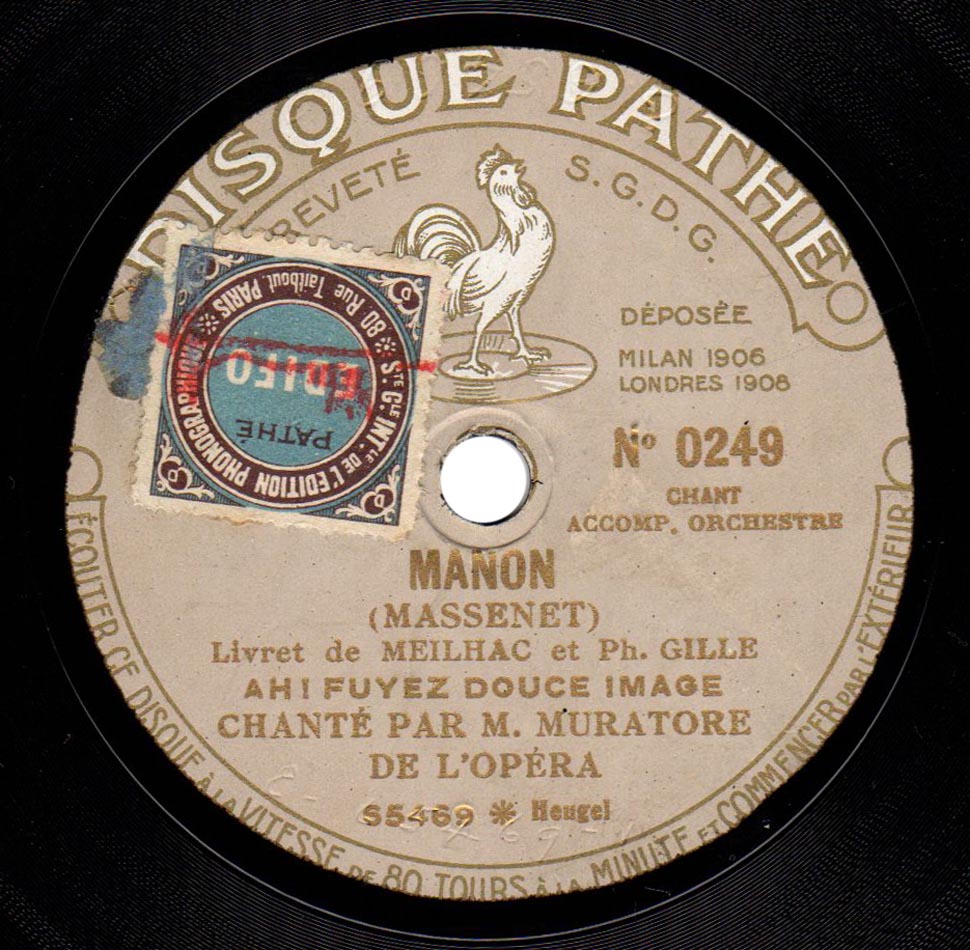 DISQUE PATHÉ
BREVETÉ
S.G.D.G.
DÉPOSÉE
MILAN 1906
LONDRES 1908
Nº 0249
CHANT
ACCOMP. ORCHESTRE
STE GLE INTLE DE L'EDITION PHONOGRAPHIQUE
80 Rue Taitbout, PARIS
PATHÉ
EDIFO
MANON
(MASSENET)
Livret de MEILHAC et Ph. GILLE
AH! FUYEZ DOUCE IMAGE
CHANTÉ PAR M. MURATORE
DE L'OPÉRA
65469 Heugel
ÉCOUTER CE DISQUE À LA VITESSE DE 80 TOURS À LA MINUTE ET COMMENCER PAR L'EXTÉRIEUR